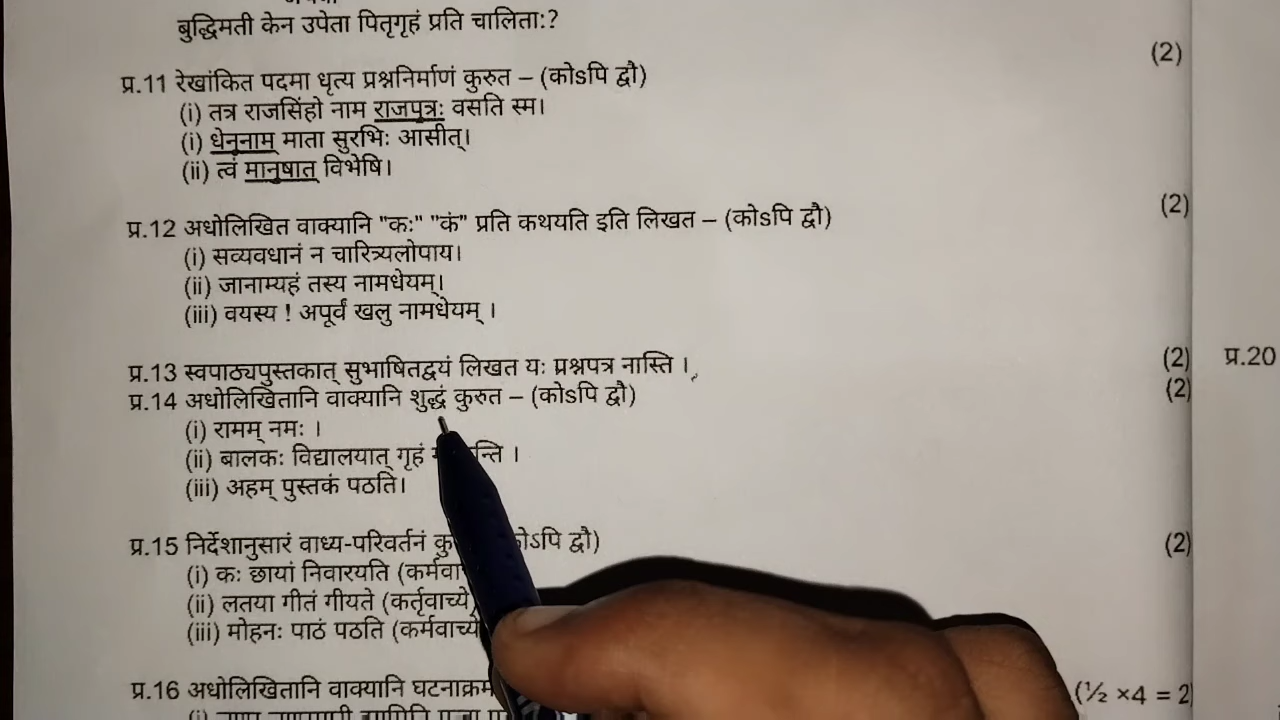 बुद्धिमती केन उपेता पितृगृहं प्रति चालिताः?
(2)
प्र.11 रेखांकित पदमा धृत्य प्रश्ननिर्माणं कुरुत – (कोऽपि द्वौ)
(i) तत्र राजसिंहो नाम राजपुत्रः वसति स्म।
(i) धेनूनाम् माता सुरभिः आसीत्।
(ii) त्वं मानुषात् विभेषि।
(2)
प्र.12 अधोलिखित वाक्यानि "कः" "कं" प्रति कथयति इति लिखत – (कोऽपि द्वौ)
(i) सव्यवधानं न चारित्र्यलोपाय।
(ii) जानाम्यहं तस्य नामधेयम्।
(iii) वयस्य ! अपूर्वं खलु नामधेयम् ।
प्र.13 स्वपाठ्यपुस्तकात् सुभाषितद्वयं लिखत यः प्रश्नपत्र नास्ति । (2) प्र.20
प्र.14 अधोलिखितानि वाक्यानि शुद्धं कुरुत – (कोऽपि द्वौ) (2)
(i) रामम् नमः ।
(ii) बालकः विद्यालयात् गृहं
(iii) अहम् पुस्तकं पठति।
प्र.15 निर्देशानुसारं वाध्य-परिवर्तनं द्वौ) (2)
(i) कः छायां निवारयति
(ii) लतया गीतं गीयते (कर्तृवाच्ये)
(iii) मोहनः पाठं पठति (कर्मवाच्ये
प्र.16 अधोलिखितानि वाक्यानि (½ ×4 = 2)
(i)